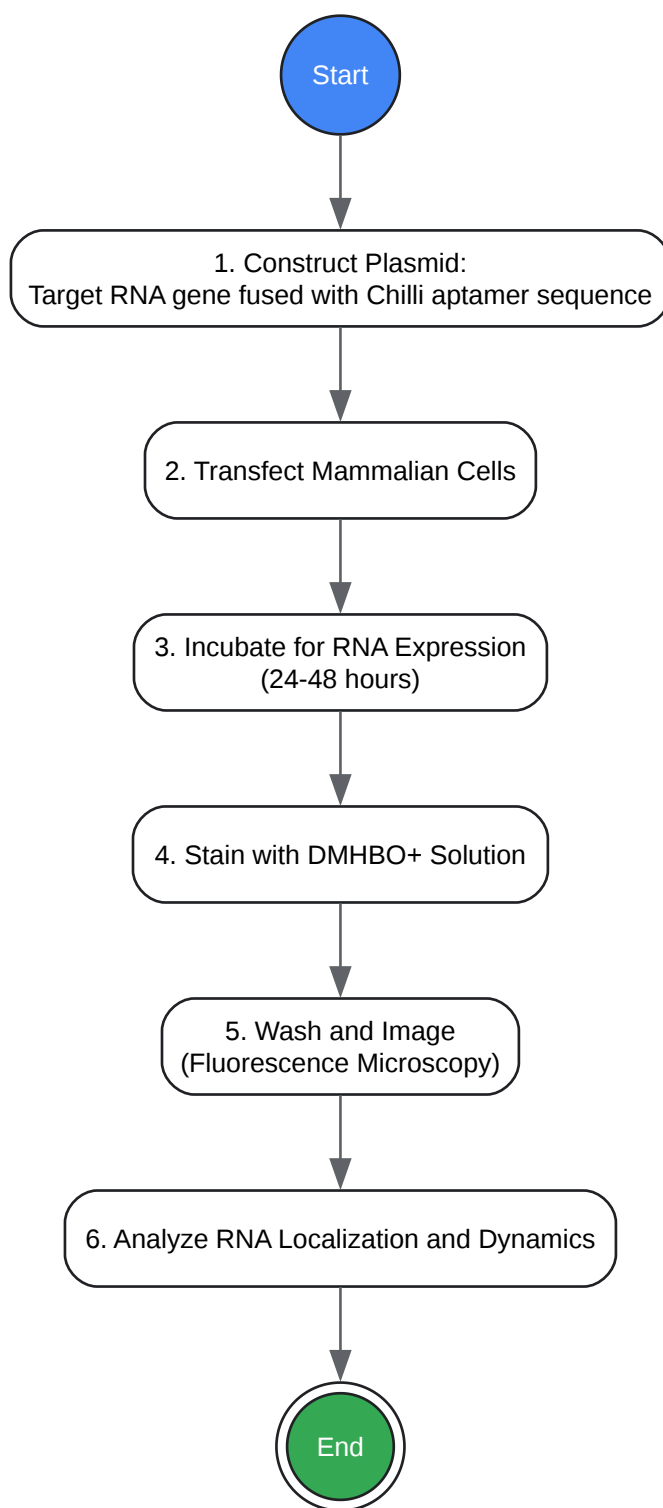 Start
1. Construct Plasmid:
Target RNA gene fused with Chilli aptamer sequence
2. Transfect Mammalian Cells
3. Incubate for RNA Expression
(24-48 hours)
4. Stain with DMHBO+ Solution
5. Wash and Image
(Fluorescence Microscopy)
6. Analyze RNA Localization and Dynamics
End